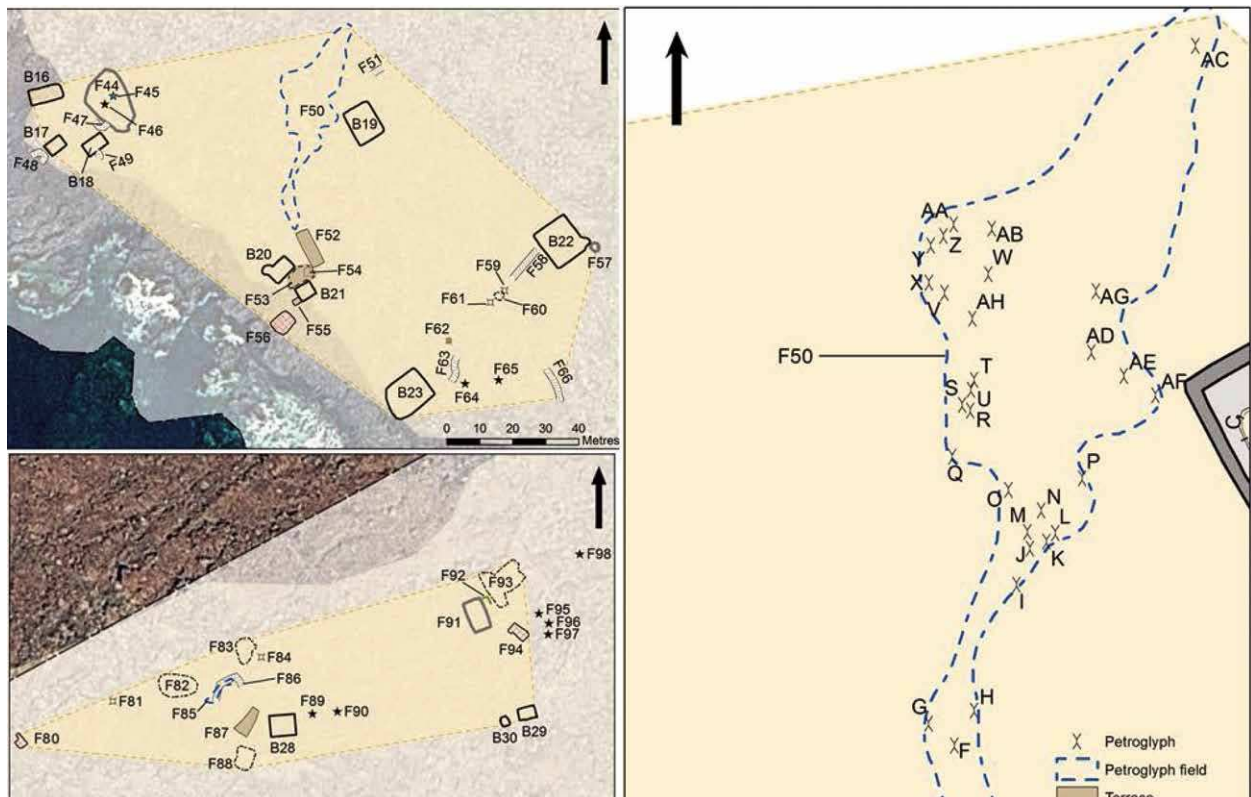 F51
B16
F44
F45
F50
B19
F47
F46
B17
F48
F49
B18
F52
B22
B20
F54
F58
F57
F59
F53
B21
F61
F60
F55
F56
F62
F63
F65
F66
B23
F64
0 10 20 30 40
Metres
F98
F92
F93
F95
F91
F96
F97
F94
F83
F84
F86
F82
F81
F85
F89
F90
F87
F80
B28
B30
B29
F88
AC
AA
Z
AB
Y
W
X
V
AG
AH
AD
F50
T
AE
S
U
AF
R
C
Q
P
O
N
M
L
J
K
I
H
G
F
Petroglyph
Petroglyph field
Terrace